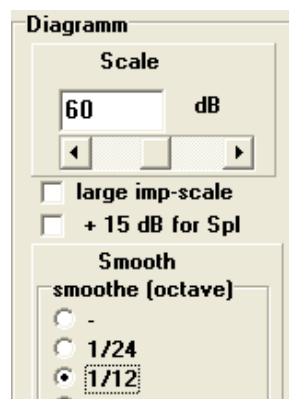 Diagramm
Scale
60 dB
large imp-scale
+ 15 dB for Spl
Smooth
smoothe (octave)
-
1/24
1/12